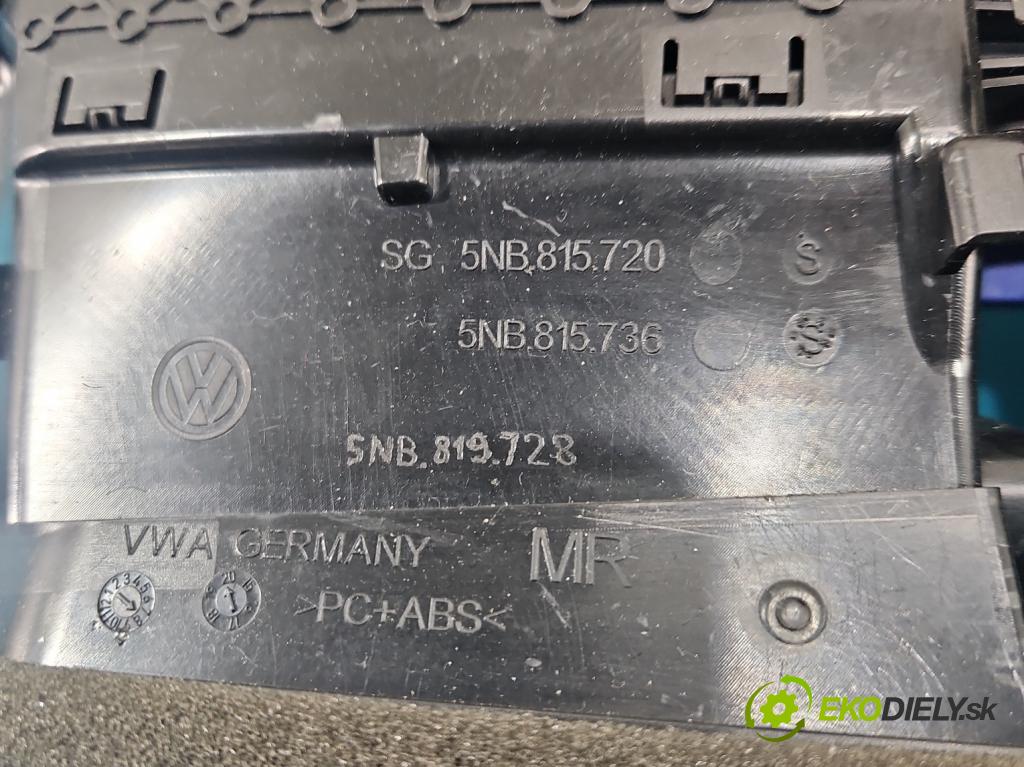 SG 5NB.815.720 S
5NB.815.736
5NB.819.728
VWA GERMANY MR
>PC+ABS<
EKODIELY.sk